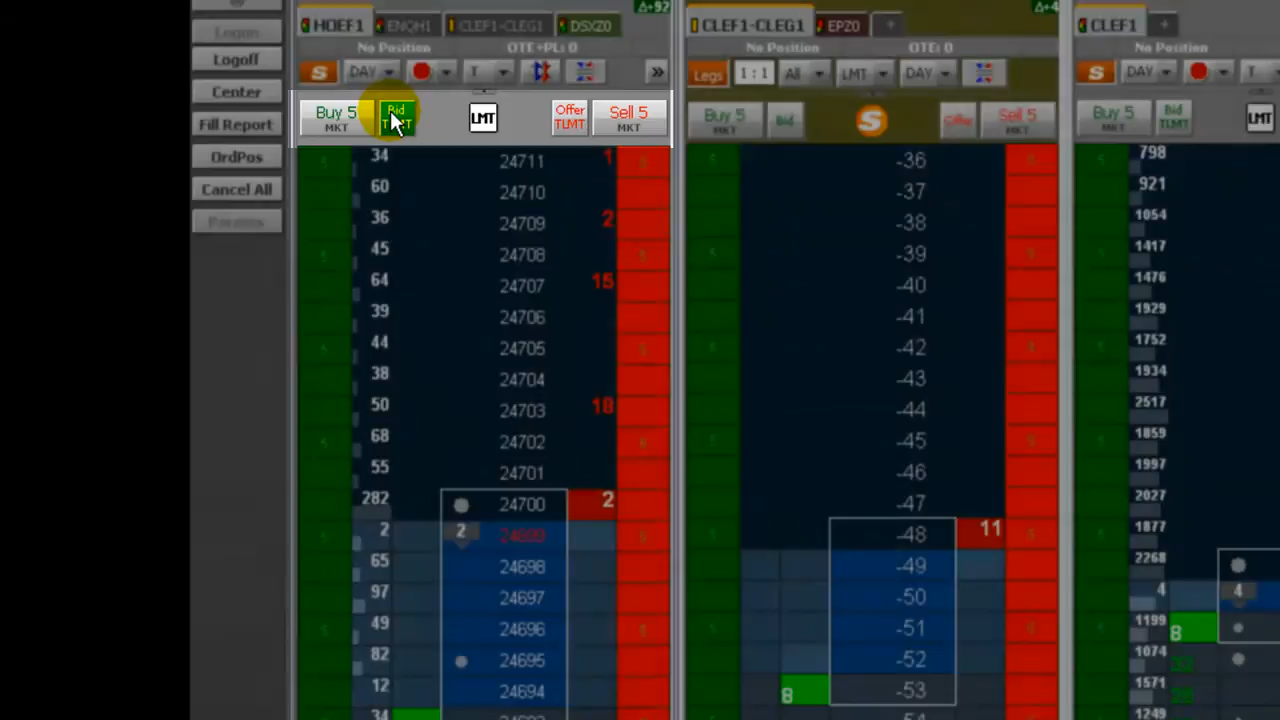 Logon
Logoff
Center
Fill Report
OrdPos
Cancel All
HOEF1
ENQH1
CLEF1-CLEG1
DSXZ0
Δ+92
No Position
OTE+PL: 0
S
DAY
T
»
Buy 5
MKT
Bid
TLMT
LMT
Offer
TLMT
Sell 5
MKT
34 24711 1
60 24710
36 24709 2
45 24708
64 24707 15
39 24706
44 24705
38 24704
50 24703 18
68 24702
55 24701
282 24700 2
2 2 24699
65 24698
97 24697
49 24696
82 24695
12 24694
34
CLEF1-CLEG1
EPZ0
+
Δ+4
No Position
OTE: 0
Legs
1 : 1
All
LMT
DAY
Buy 5
MKT
Bid
S
Offer
Sell 5
MKT
-36
-37
-38
-39
-40
-41
-42
-43
-44
-45
-46
-47
-48 11
-49
-50
-51
-52
8 -53
CLEF1
+
No Position
S
DAY
T
Buy 5
MKT
Bid
TLMT
LMT
798
921
1054
1417
1476
1929
1752
1934
2517
1859
1997
2027
1877
2268
4 4
1199 8
1074
1571
1249